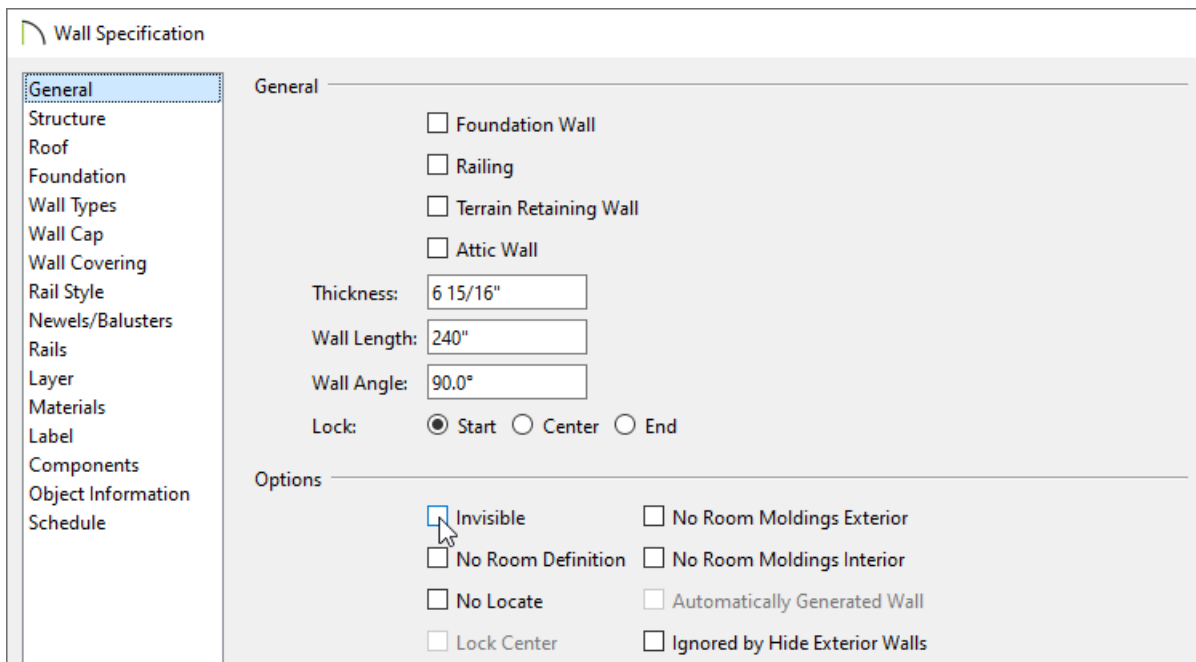 Wall Specification
General
Structure
Roof
Foundation
Wall Types
Wall Cap
Wall Covering
Rail Style
Newels/Balusters
Rails
Layer
Materials
Label
Components
Object Information
Schedule
General
Foundation Wall
Railing
Terrain Retaining Wall
Attic Wall
Thickness: 6 15/16"
Wall Length: 240"
Wall Angle: 90.0°
Lock: Start Center End
Options
Invisible No Room Moldings Exterior
No Room Definition No Room Moldings Interior
No Locate Automatically Generated Wall
Lock Center Ignored by Hide Exterior Walls